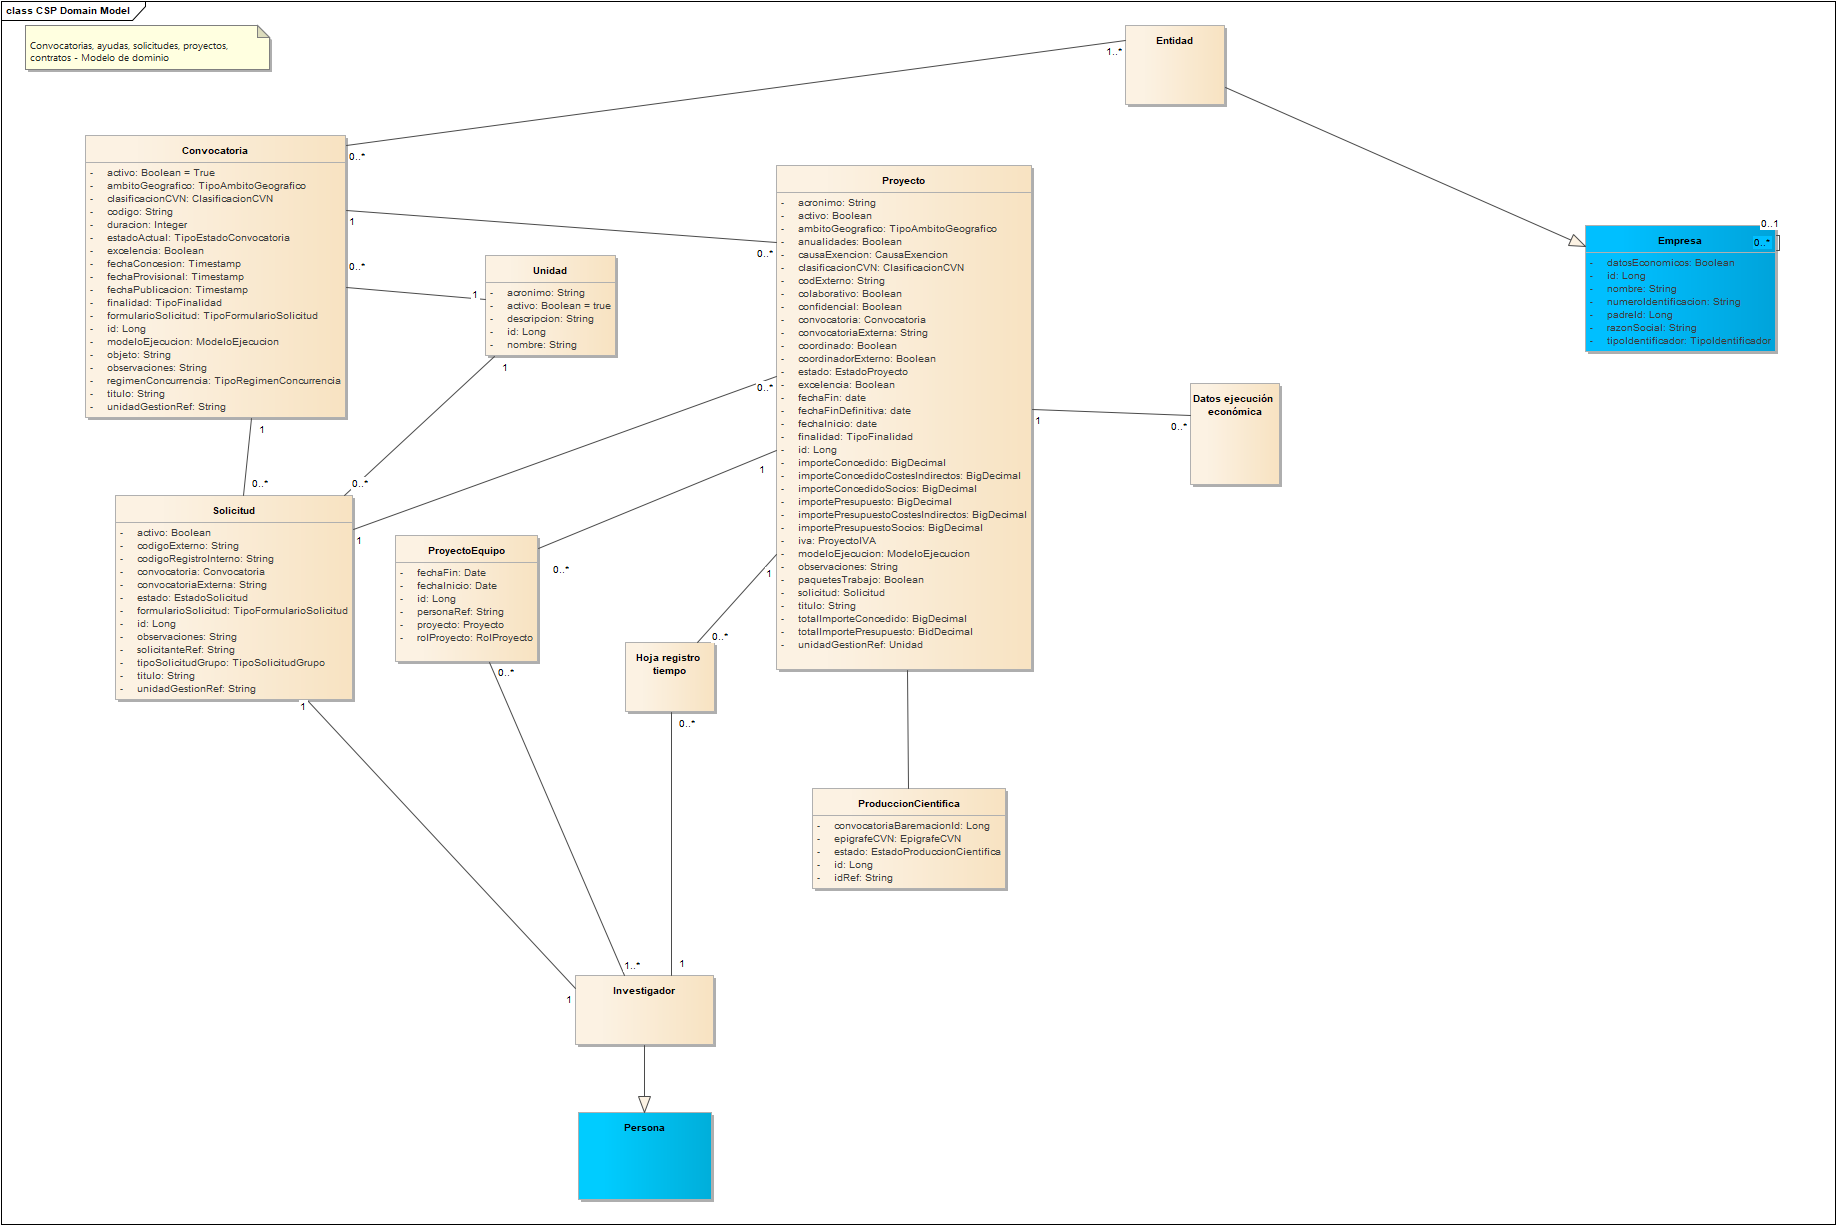 class CSP Domain Model
Convocatorias, ayudas, solicitudes, proyectos,
contratos - Modelo de dominio
Entidad
1..*
0..*
Convocatoria
- activo: Boolean = True
- ambitoGeografico: TipoAmbitoGeografico
- clasificacionCVN: ClasificacionCVN
- codigo: String
- duracion: Integer
- estadoActual: TipoEstadoConvocatoria
- excelencia: Boolean
- fechaConcesion: Timestamp
- fechaProvisional: Timestamp
- fechaPublicacion: Timestamp
- finalidad: TipoFinalidad
- formularioSolicitud: TipoFormularioSolicitud
- id: Long
- modeloEjecucion: ModeloEjecucion
- objeto: String
- observaciones: String
- regimenConcurrencia: TipoRegimenConcurrencia
- titulo: String
- unidadGestionRef: String
1
0..*
0..*
1
Unidad
- acronimo: String
- activo: Boolean = true
- descripcion: String
- id: Long
- nombre: String
1
0..*
1
0..*
Proyecto
- acronimo: String
- activo: Boolean
- ambitoGeografico: TipoAmbitoGeografico
- anualidades: Boolean
- causaExencion: CausaExencion
- clasificacionCVN: ClasificacionCVN
- codExterno: String
- colaborativo: Boolean
- confidencial: Boolean
- convocatoria: Convocatoria
- convocatoriaExterna: String
- coordinado: Boolean
- coordinadorExterno: Boolean
- estado: EstadoProyecto
- excelencia: Boolean
- fechaFin: date
- fechaFinDefinitiva: date
- fechaInicio: date
- finalidad: TipoFinalidad
- id: Long
- importeConcedido: BigDecimal
- importeConcedidoCostesIndirectos: BigDecimal
- importeConcedidoSocios: BigDecimal
- importePresupuesto: BigDecimal
- importePresupuestoCostesIndirectos: BigDecimal
- importePresupuestoSocios: BigDecimal
- iva: ProyectoIVA
- modeloEjecucion: ModeloEjecucion
- observaciones: String
- paquetesTrabajo: Boolean
- solicitud: Solicitud
- titulo: String
- totalImporteConcedido: BigDecimal
- totalImportePresupuesto: BidDecimal
- unidadGestionRef: Unidad
0..1
0..*
Empresa
- datosEconomicos: Boolean
- id: Long
- nombre: String
- numeroIdentificacion: String
- padreId: Long
- razonSocial: String
- tipoIdentificador: TipoIdentificador
Datos ejecución
económica
1
0..*
0..*
1
Solicitud
- activo: Boolean
- codigoExterno: String
- codigoRegistroInterno: String
- convocatoria: Convocatoria
- convocatoriaExterna: String
- estado: EstadoSolicitud
- formularioSolicitud: TipoFormularioSolicitud
- id: Long
- observaciones: String
- solicitanteRef: String
- tipoSolicitudGrupo: TipoSolicitudGrupo
- titulo: String
- unidadGestionRef: String
ProyectoEquipo
- fechaFin: Date
- fechaInicio: Date
- id: Long
- personaRef: String
- proyecto: Proyecto
- rolProyecto: RolProyecto
1
0..*
1
0..*
Hoja registro
tiempo
0..*
1
0..*
1..*
1
1
ProduccionCientifica
- convocatoriaBaremacionId: Long
- epigrafeCVN: EpigrafeCVN
- estado: EstadoProduccionCientifica
- id: Long
- idRef: String
Investigador
Persona